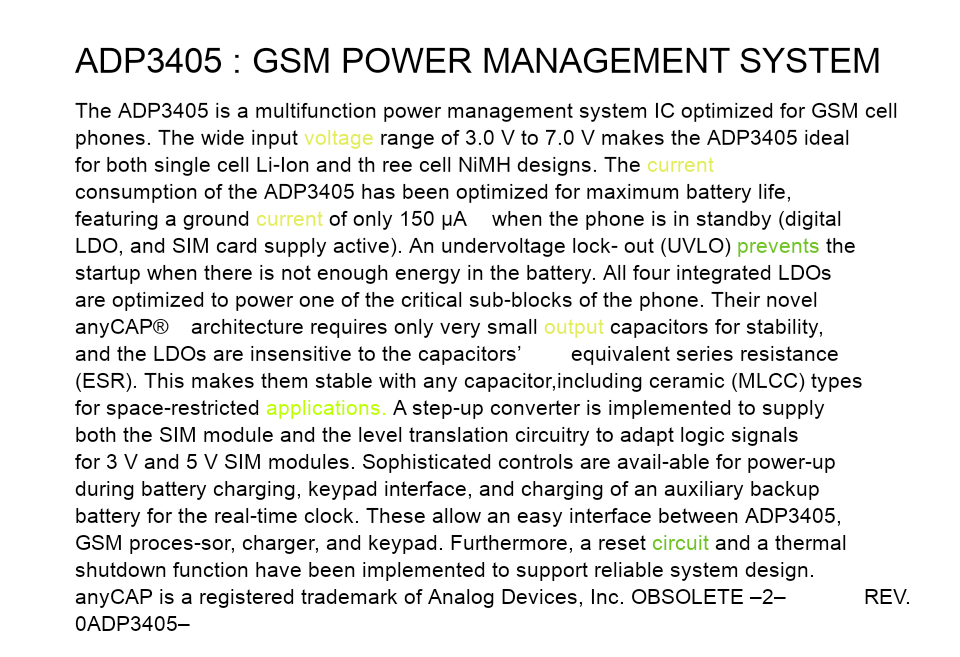 ADP3405 : GSM POWER MANAGEMENT SYSTEM
The ADP3405 is a multifunction power management system IC optimized for GSM cell
phones. The wide input voltage range of 3.0 V to 7.0 V makes the ADP3405 ideal
for both single cell Li-Ion and th ree cell NiMH designs. The current
consumption of the ADP3405 has been optimized for maximum battery life,
featuring a ground current of only 150 µA    when the phone is in standby (digital
LDO, and SIM card supply active). An undervoltage lock- out (UVLO) prevents the
startup when there is not enough energy in the battery. All four integrated LDOs
are optimized to power one of the critical sub-blocks of the phone. Their novel
anyCAP®    architecture requires only very small output capacitors for stability,
and the LDOs are insensitive to the capacitors’        equivalent series resistance
(ESR). This makes them stable with any capacitor,including ceramic (MLCC) types
for space-restricted applications. A step-up converter is implemented to supply
both the SIM module and the level translation circuitry to adapt logic signals
for 3 V and 5 V SIM modules. Sophisticated controls are avail-able for power-up
during battery charging, keypad interface, and charging of an auxiliary backup
battery for the real-time clock. These allow an easy interface between ADP3405,
GSM proces-sor, charger, and keypad. Furthermore, a reset circuit and a thermal
shutdown function have been implemented to support reliable system design.
anyCAP is a registered trademark of Analog Devices, Inc. OBSOLETE –2–             REV.
0ADP3405–